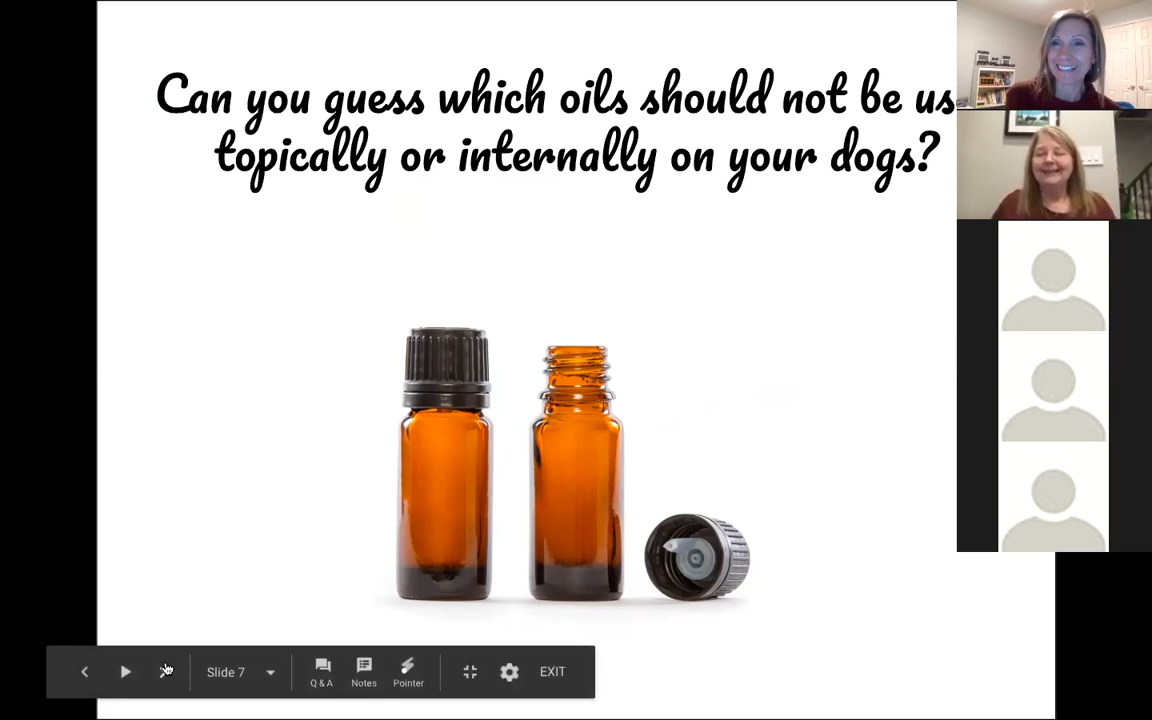 Can you guess which oils should not be us
topically or internally on your dogs?
Slide 7
Q & A
Notes
Pointer
EXIT